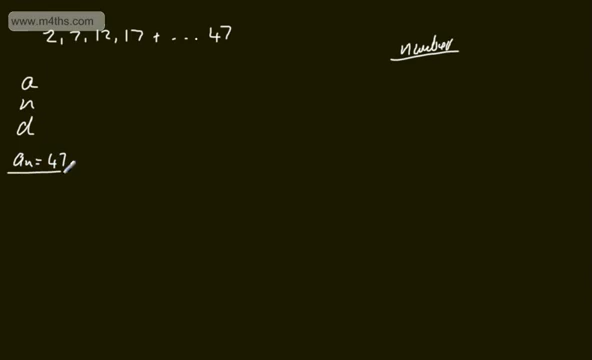 www.m4ths.com
2, 7, 12, 17 + ... 47
number
a
n
d
an = 47